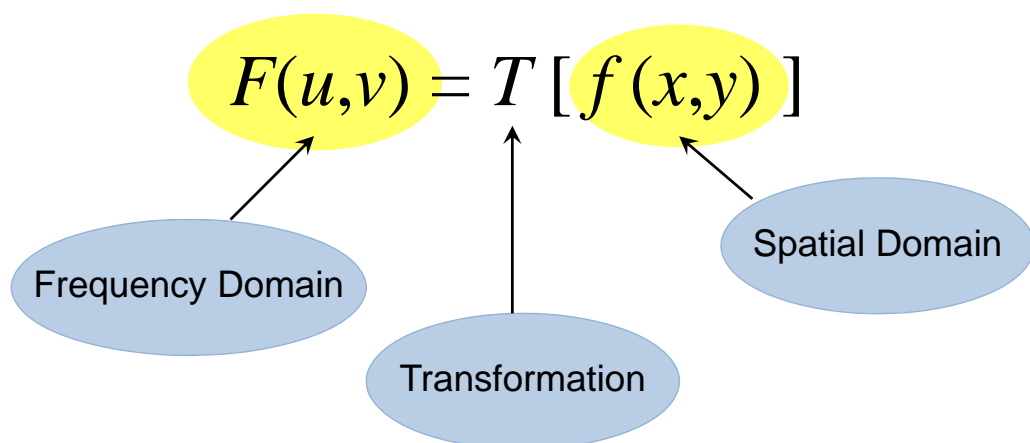 F(u,v) = T [ f (x,y) ]
Spatial Domain
Frequency Domain
Transformation